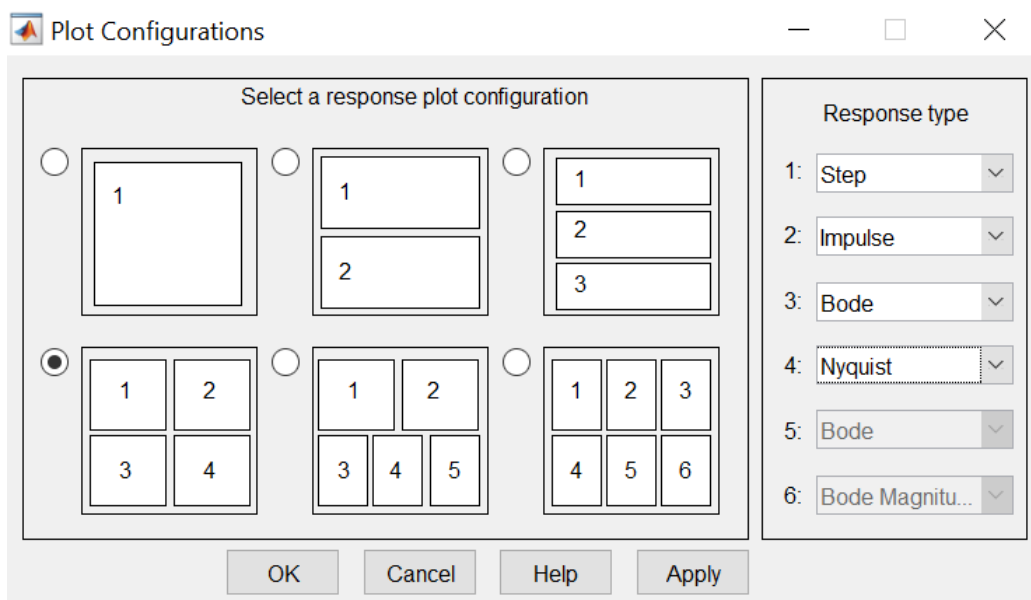 Plot Configurations
Select a response plot configuration
1
1
2
1
2
3
1 2
3 4
1 2
3 4 5
1 2 3
4 5 6
Response type
1: Step
2: Impulse
3: Bode
4: Nyquist
5: Bode
6: Bode Magnitu...
OK Cancel Help Apply